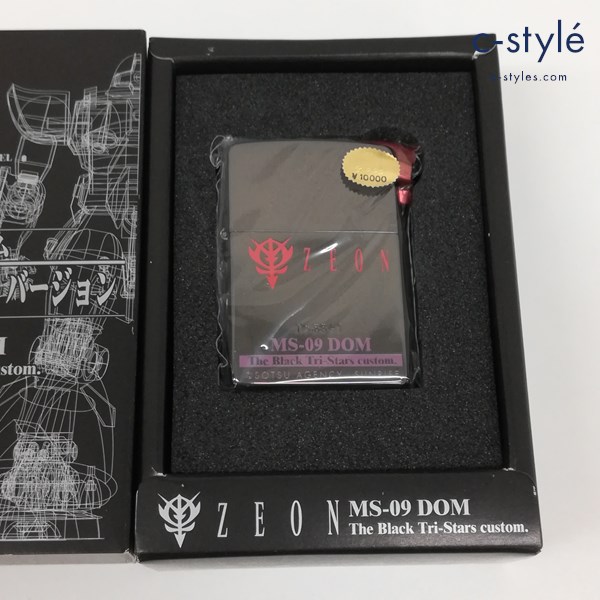 c-stylé
c-styles.com
バージョン
stom.
¥10000
ZEON
MS-09 DOM
The Black Tri-Stars custom.
ZEON
MS-09 DOM
The Black Tri-Stars custom.